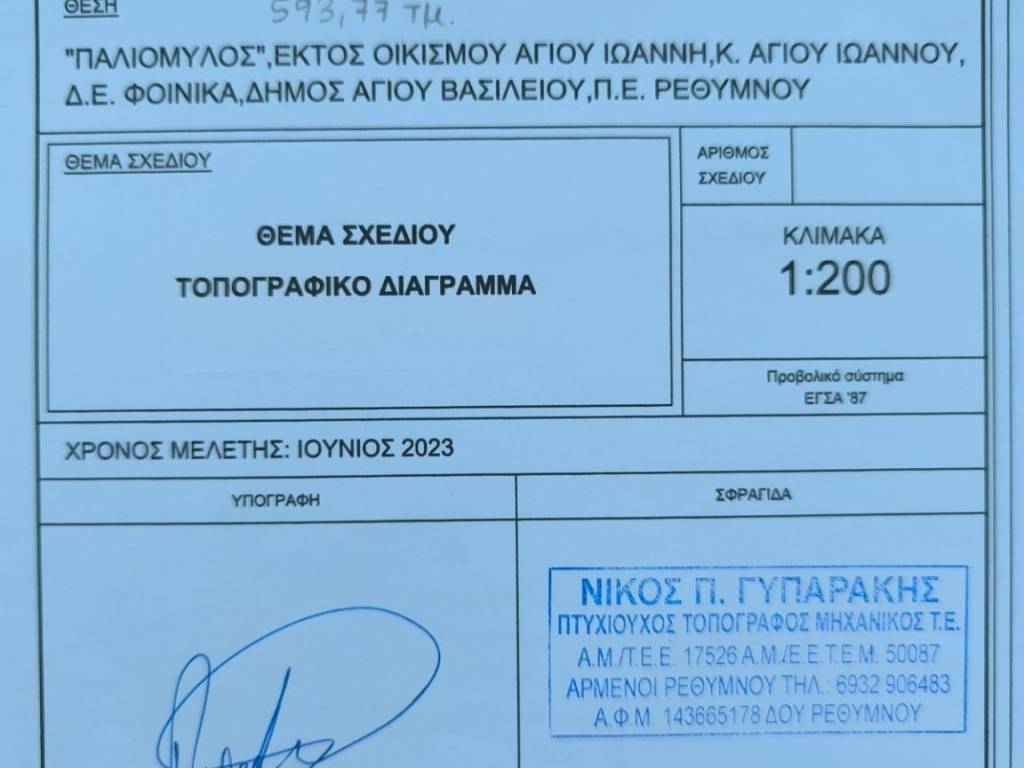 ΘΕΣΗ
593,77 τμ.
"ΠΑΛΙΟΜΥΛΟΣ",ΕΚΤΟΣ ΟΙΚΙΣΜΟΥ ΑΓΙΟΥ ΙΩΑΝΝΗ,Κ. ΑΓΙΟΥ ΙΩΑΝΝΟΥ,
Δ.Ε. ΦΟΙΝΙΚΑ,ΔΗΜΟΣ ΑΓΙΟΥ ΒΑΣΙΛΕΙΟΥ,Π.Ε. ΡΕΘΥΜΝΟΥ
ΘΕΜΑ ΣΧΕΔΙΟΥ
ΘΕΜΑ ΣΧΕΔΙΟΥ
ΤΟΠΟΓΡΑΦΙΚΟ ΔΙΑΓΡΑΜΜΑ
ΑΡΙΘΜΟΣ
ΣΧΕΔΙΟΥ
ΚΛΙΜΑΚΑ
1:200
Προβολικό σύστημα
ΕΓΣΑ '87
ΧΡΟΝΟΣ ΜΕΛΕΤΗΣ: ΙΟΥΝΙΟΣ 2023
ΥΠΟΓΡΑΦΗ
ΣΦΡΑΓΙΔΑ
ΝΙΚΟΣ Π. ΓΥΠΑΡΑΚΗΣ
ΠΤΥΧΙΟΥΧΟΣ ΤΟΠΟΓΡΑΦΟΣ ΜΗΧΑΝΙΚΟΣ Τ.Ε.
Α.Μ./Τ.Ε.Ε. 17526 Α.Μ./Ε.Ε.Τ.Ε.Μ. 50087
ΑΡΜΕΝΟΙ ΡΕΘΥΜΝΟΥ ΤΗΛ.: 6932 906483
Α.Φ.Μ. 143665178 ΔΟΥ ΡΕΘΥΜΝΟΥ